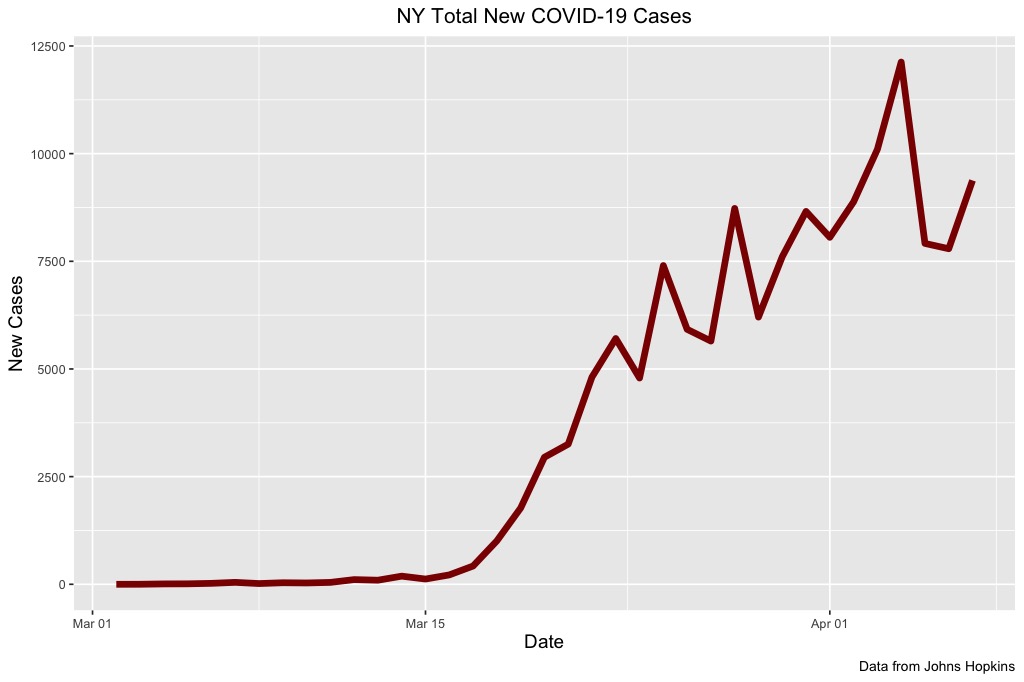 NY Total New COVID-19 Cases
12500
10000
7500
5000
2500
0
New Cases
Mar 01
Mar 15
Apr 01
Date
Data from Johns Hopkins